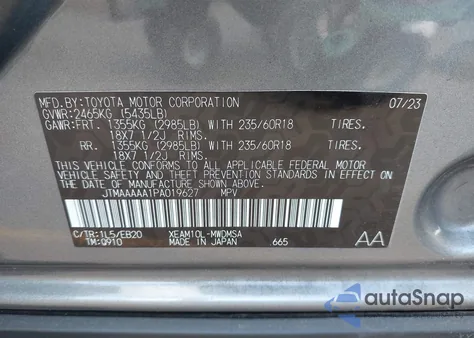 MFD.BY:TOYOTA MOTOR CORPORATION 07/23
GVWR:2465KG (5435LB)
GAWR:FRT. 1355KG (2985LB) WITH 235/60R18 TIRES.
18X7 1/2J RIMS.
RR. 1355KG (2985LB) WITH 235/60R18 TIRES.
18X7 1/2J RIMS.
THIS VEHICLE CONFORMS TO ALL APPLICABLE FEDERAL MOTOR
VEHICLE SAFETY AND THEFT PREVENTION STANDARDS IN EFFECT
ON THE DATE OF MANUFACTURE SHOWN ABOVE.
JTMAAAAA1PA019627 MPV
C/TR:1L5/EB20 XEAM10L-MWDMSA
TM:Q910 MADE IN JAPAN 665 AA
autoSnap
POWERED BY